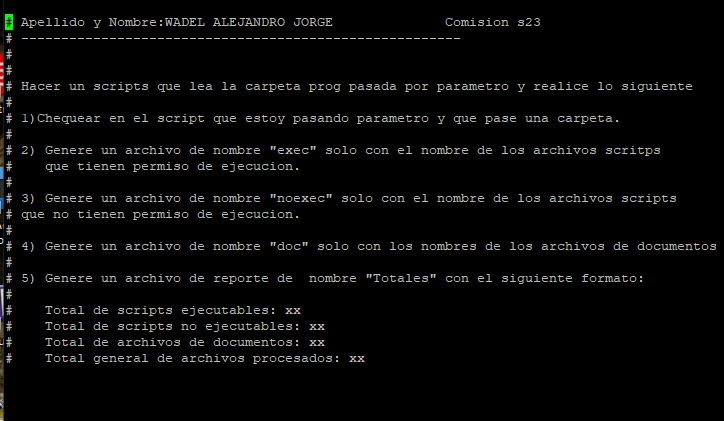 # Apellido y Nombre:WADEL ALEJANDRO JORGE Comision s23
# -------------------------------------------------------
#
#
# Hacer un scripts que lea la carpeta prog pasada por parametro y realice lo siguiente
#
# 1)Chequear en el script que estoy pasando parametro y que pase una carpeta.
#
# 2) Genere un archivo de nombre "exec" solo con el nombre de los archivos scritps
# que tienen permiso de ejecucion.
#
# 3) Genere un archivo de nombre "noexec" solo con el nombre de los archivos scripts
# que no tienen permiso de ejecucion.
#
# 4) Genere un archivo de nombre "doc" solo con los nombres de los archivos de documentos
#
# 5) Genere un archivo de reporte de nombre "Totales" con el siguiente formato:
#
# Total de scripts ejecutables: xx
# Total de scripts no ejecutables: xx
# Total de archivos de documentos: xx
# Total general de archivos procesados: xx